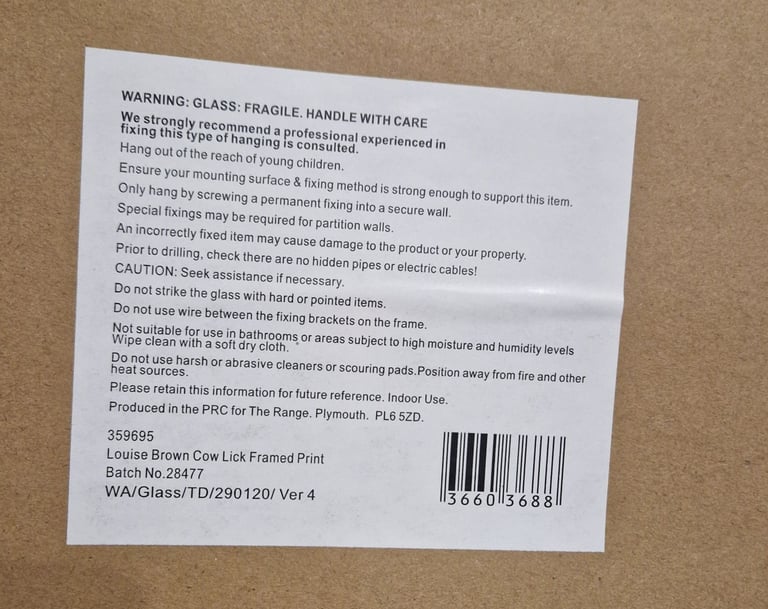 WARNING: GLASS: FRAGILE. HANDLE WITH CARE
We strongly recommend a professional experienced in
fixing this type of hanging is consulted.
Hang out of the reach of young children.
Ensure your mounting surface & fixing method is strong enough to support this item.
Only hang by screwing a permanent fixing into a secure wall.
Special fixings may be required for partition walls.
An incorrectly fixed item may cause damage to the product or your property.
Prior to drilling, check there are no hidden pipes or electric cables!
CAUTION: Seek assistance if necessary.
Do not strike the glass with hard or pointed items.
Do not use wire between the fixing brackets on the frame.
Not suitable for use in bathrooms or areas subject to high moisture and humidity levels
Wipe clean with a soft dry cloth.
Do not use harsh or abrasive cleaners or scouring pads.Position away from fire and other
heat sources.
Please retain this information for future reference. Indoor Use.
Produced in the PRC for The Range. Plymouth. PL6 5ZD.
359695
Louise Brown Cow Lick Framed Print
Batch No.28477
WA/Glass/TD/290120/ Ver 4
3660 3688